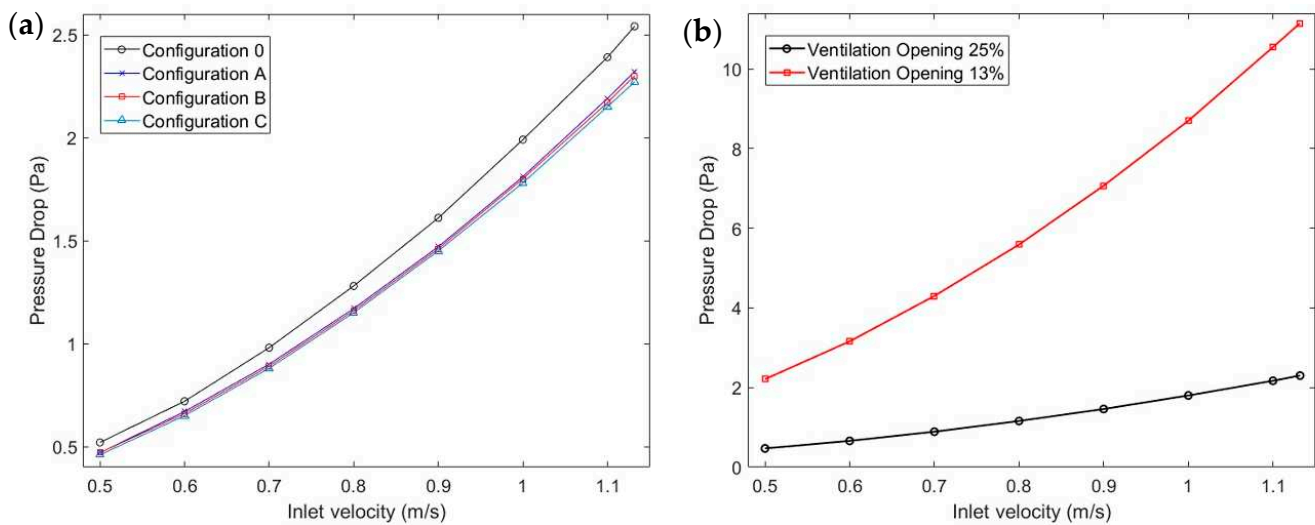 (a)
Configuration 0
Configuration A
Configuration B
Configuration C
Pressure Drop (Pa)
2.5
2
1.5
1
0.5
0.5 0.6 0.7 0.8 0.9 1 1.1
Inlet velocity (m/s)
(b)
Ventilation Opening 25%
Ventilation Opening 13%
Pressure Drop (Pa)
10
8
6
4
2
0
0.5 0.6 0.7 0.8 0.9 1 1.1
Inlet velocity (m/s)